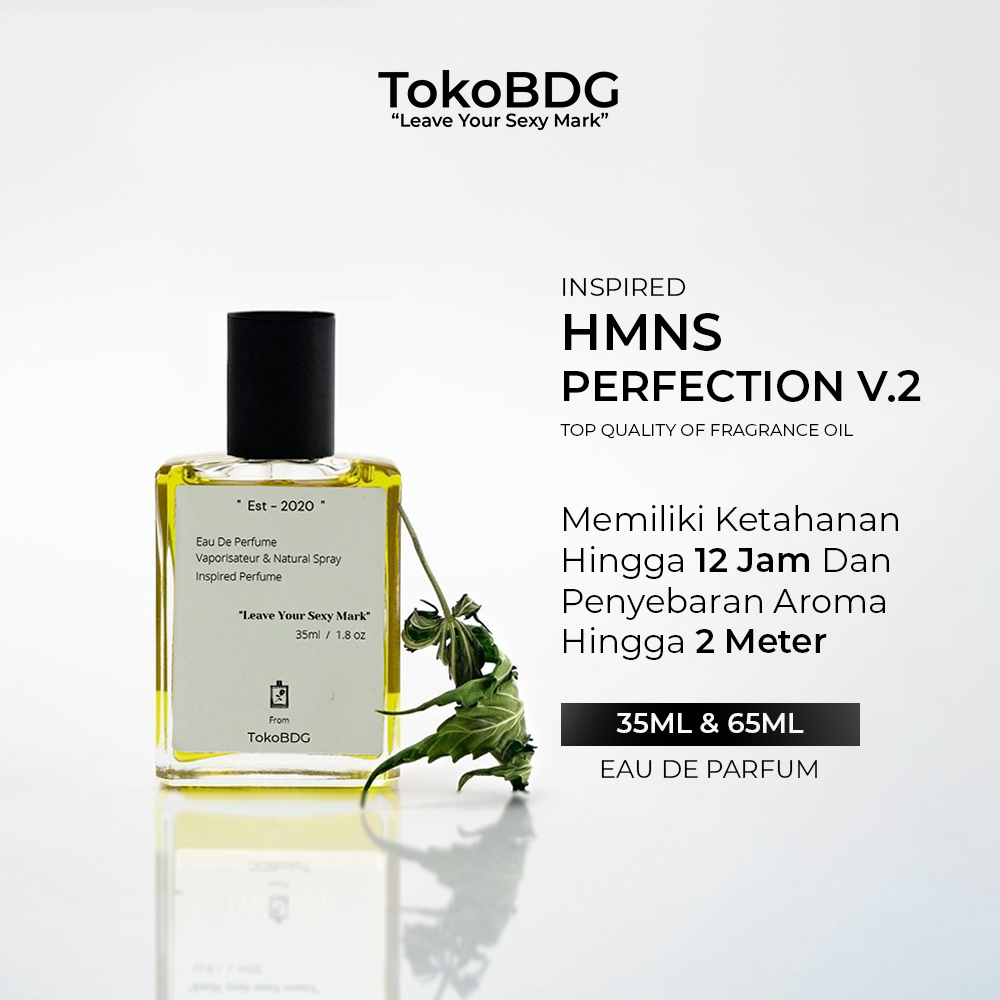 TokoBDG
“Leave Your Sexy Mark”
INSPIRED
HMNS
PERFECTION V.2
TOP QUALITY OF FRAGRANCE OIL
Memiliki Ketahanan
Hingga 12 Jam Dan
Penyebaran Aroma
Hingga 2 Meter
35ML & 65ML
EAU DE PARFUM
" Est - 2020 "
Eau De Perfume
Vaporisateur & Natural Spray
Inspired Perfume
"Leave Your Sexy Mark"
35ml / 1.8 oz
From
TokoBDG